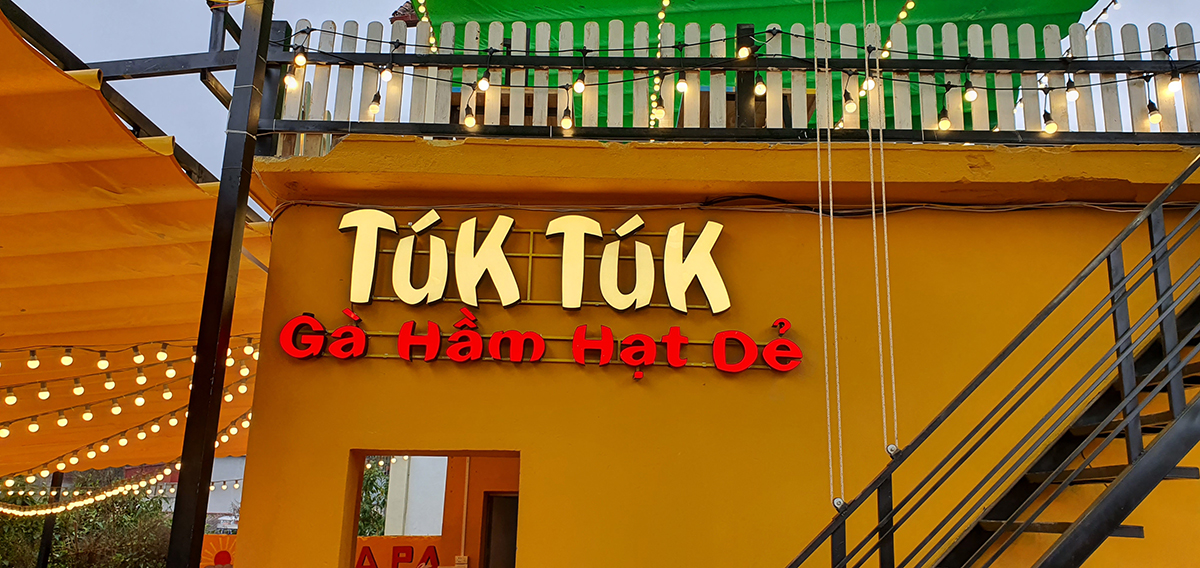 TÚK TÚK
Gà Hầm Hạt Dẻ